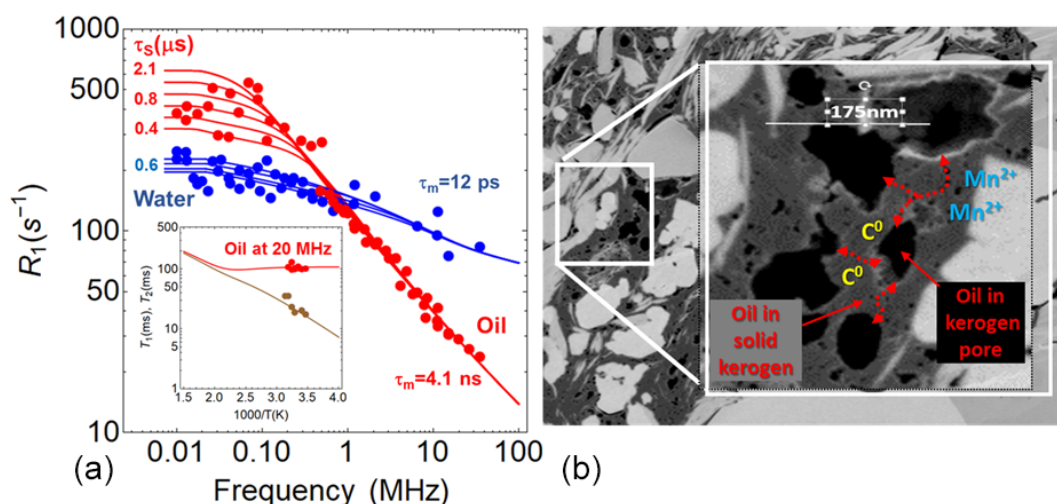 1000
500
100
50
10
R₁(s⁻¹)
τS(μs)
2.1
0.8
0.4
0.6
Water
τm=12 ps
Oil
τm=4.1 ns
500
100
50
10
5
1
T₁(ms), T₂(ms)
Oil at 20 MHz
1.5 2.0 2.5 3.0 3.5 4.0
1000/T(K)
0.01 0.10 1 10 100
Frequency (MHz)
(a)
175nm
Mn²⁺
Mn²⁺
C⁰
C⁰
Oil in
solid
kerogen
Oil in
kerogen
pore
(b)